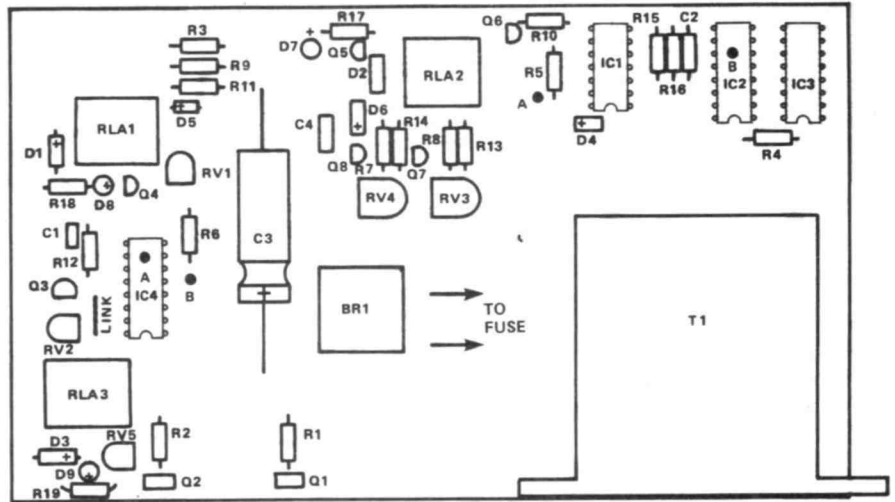 R3
R9
R11
D5
RLA1
D1
R18
D8
Q4
RV1
C1
R12
R6
Q3
A
IC4
B
LINK
RV2
RLA3
D3
RV5
D9
R19
R2
Q2
R1
Q1
C3
+
R17
D7
+
Q5
D2
RLA2
C4
D6
R14
R8
R13
Q8
R7
Q7
RV4
RV3
BR1
TO
FUSE
Q6
R10
R5
A
IC1
D4
R15
C2
R16
B
IC2
IC3
R4
T1